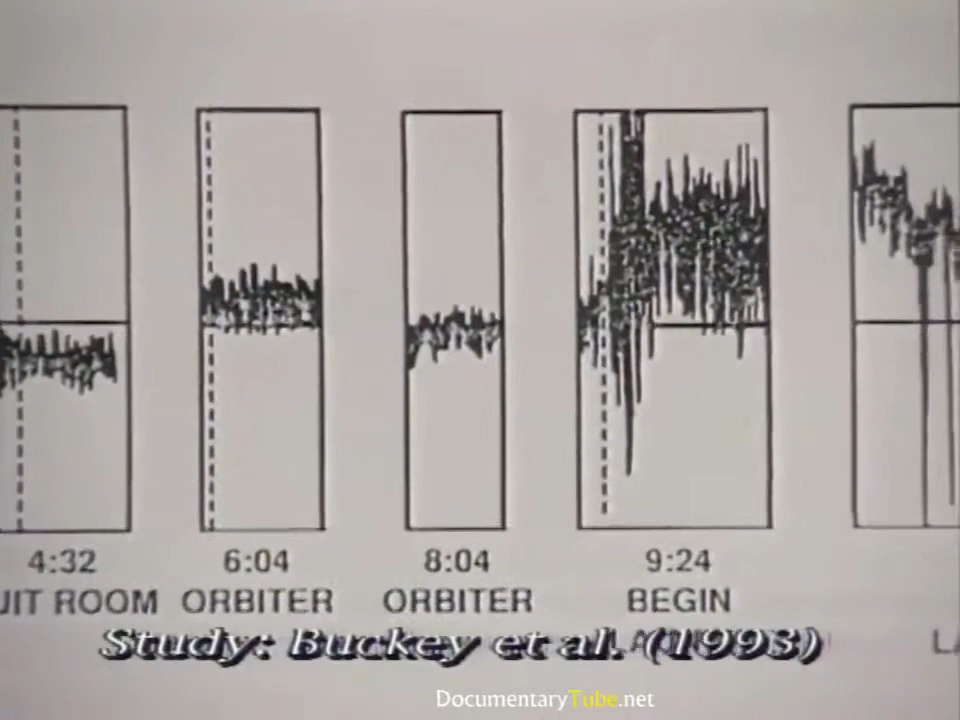 4:32 6:04 8:04 9:24
UIT ROOM ORBITER ORBITER BEGIN
Study: Buckey et al. (1993)
DocumentaryTube.net